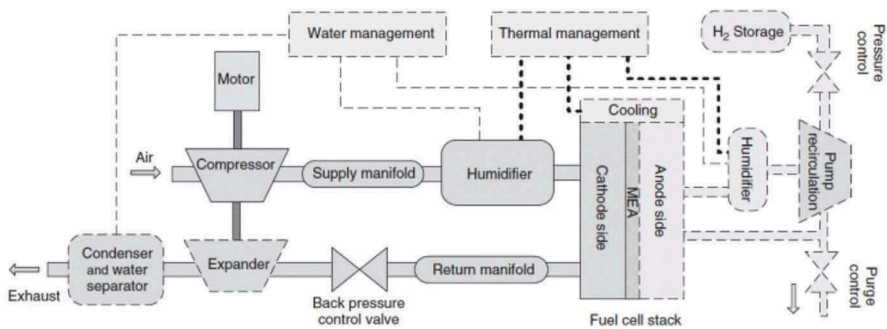 Water management
Thermal management
H₂ Storage
Pressure
control
Motor
Cooling
Air
Compressor
Supply manifold
Humidifier
Cathode side
MEA
Anode side
Humidifier
Pump
recirculation
Condenser
and water
separator
Expander
Return manifold
Exhaust
Back pressure
control valve
Fuel cell stack
Purge
control